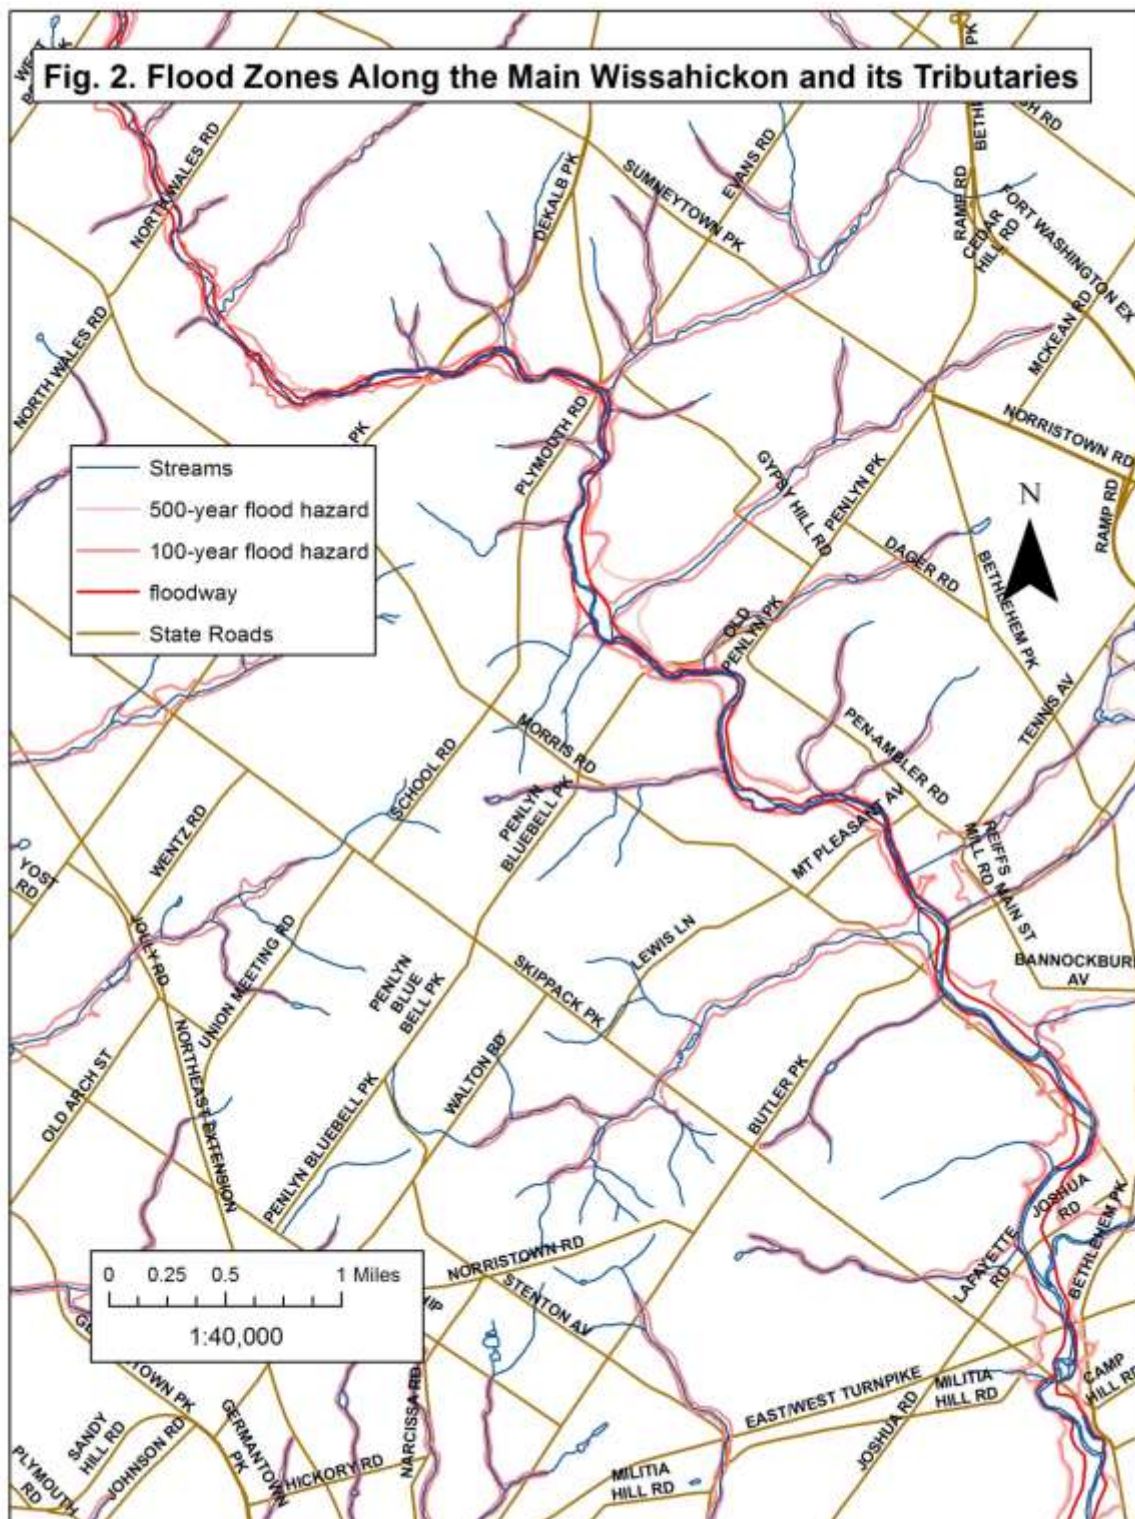 Fig. 2. Flood Zones Along the Main Wissahickon and its Tributaries
NORTH WALES RD
DEKALB PK
SUMNEYTOWN PK
EVANS RD
RAMP RD
CEDAR
HILL RD
FORT WASHINGTON EX
MCKEAN RD
NORTH WALES RD
PK
PLYMOUTH RD
NORRISTOWN RD
GYPSY HILL RD
PENLYN PK
RAMP RD
Streams
500-year flood hazard
100-year flood hazard
floodway
State Roads
N
DAGER RD
BETHLEHEM PK
OLD
PENLYN PK
TENNIS AV
MORRIS RD
PEN-AMBLER RD
SCHOOL RD
PENLYN
BLUEBELL PK
MT PLEASANT AV
REIFFS
MILL RD
MAIN ST
WENTZ RD
YOST
RD
JOLLY RD
UNION MEETING RD
LEWIS LN
SKIPPACK PK
BANNOCKBURN
AV
PENLYN
BLUE
BELL PK
WALTON RD
BUTLER PK
OLD ARCH ST
NORTHEAST EXTENSION
PENLYN BLUEBELL PK
JOSHUA
RD
BETHLEHEM PK
LAFAYETTE
RD
NORRISTOWN RD
STENTON AV
0 0.25 0.5 1 Miles
1:40,000
EAST/WEST TURNPIKE
MILITIA
HILL RD
CAMP
HILL RD
JOSHUA RD
SANDY
HILL RD
JOHNSON RD
PLYMOUTH
RD
GERMANTOWN
PK
HICKORY RD
NARCISSA RD
MILITIA
HILL RD